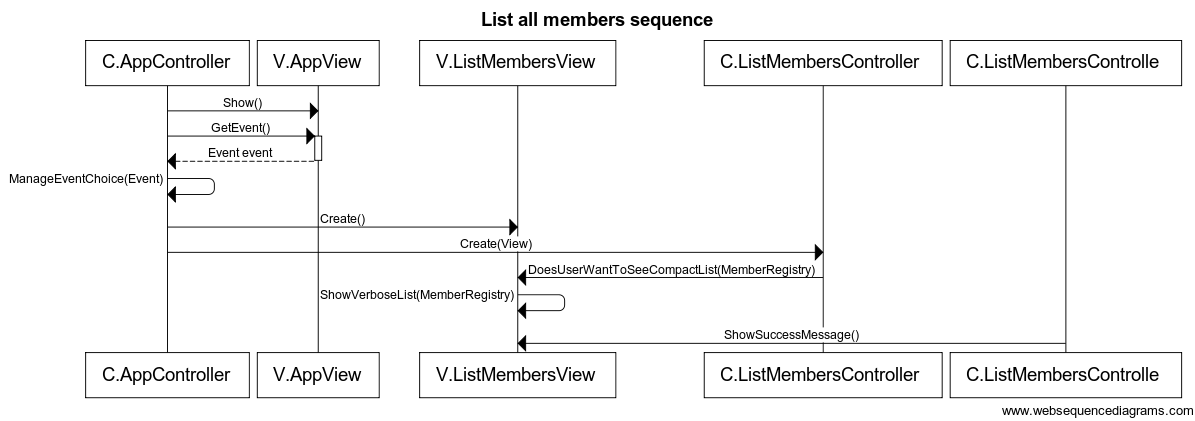 List all members sequence
C.AppController
V.AppView
V.ListMembersView
C.ListMembersController
C.ListMembersControlle
Show()
GetEvent()
Event event
ManageEventChoice(Event)
Create()
Create(View)
DoesUserWantToSeeCompactList(MemberRegistry)
ShowVerboseList(MemberRegistry)
ShowSuccessMessage()
C.AppController
V.AppView
V.ListMembersView
C.ListMembersController
C.ListMembersControlle
www.websequencediagrams.com